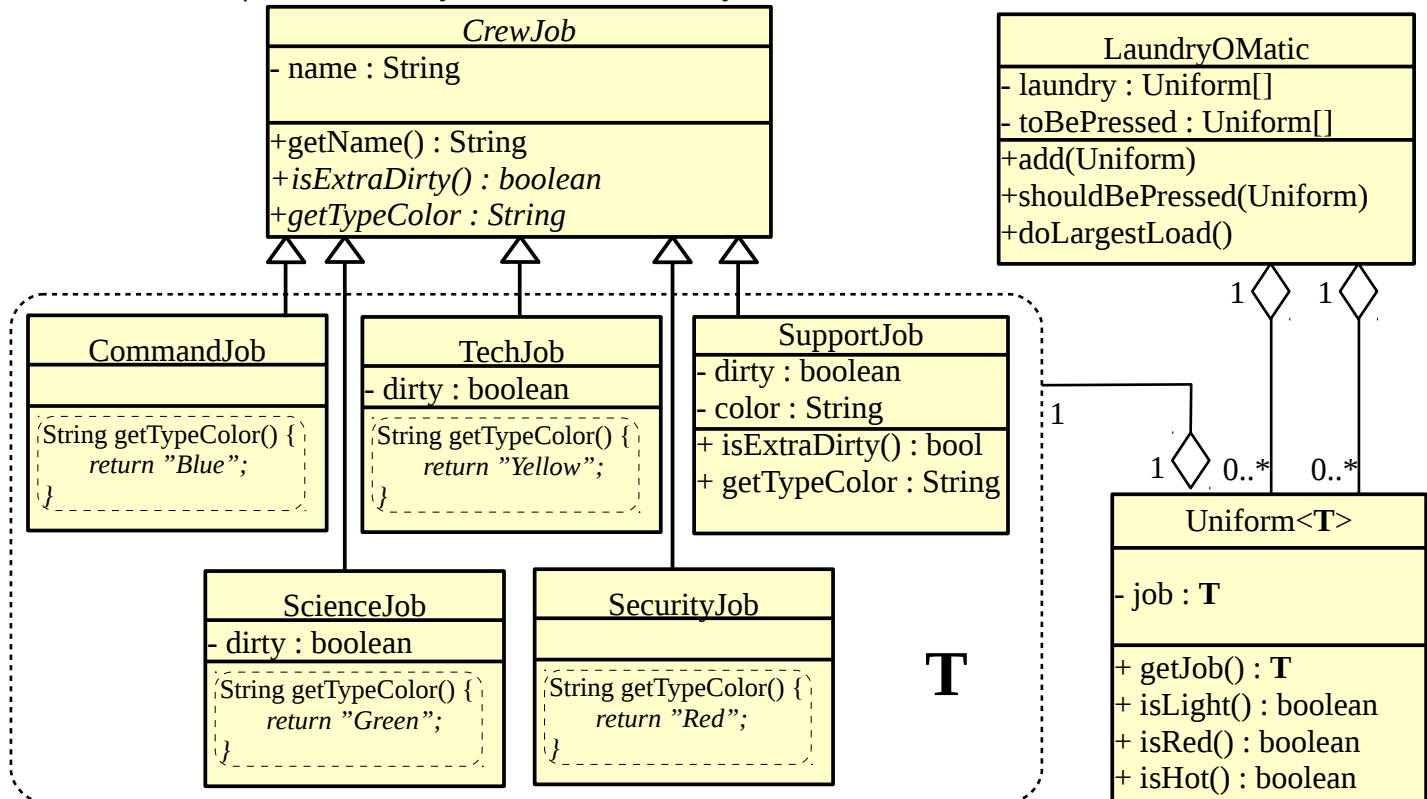 CrewJob
- name : String
+getName() : String
+isExtraDirty() : boolean
+getTypeColor : String
LaundryOMatic
- laundry : Uniform[]
- toBePressed : Uniform[]
+add(Uniform)
+shouldBePressed(Uniform)
+doLargestLoad()
1
1
CommandJob
String getTypeColor() {
return ”Blue”;
}
TechJob
- dirty : boolean
String getTypeColor() {
return ”Yellow”;
}
SupportJob
- dirty : boolean
- color : String
+ isExtraDirty() : bool
+ getTypeColor : String
1
1
0..*
0..*
Uniform<T>
- job : T
+ getJob() : T
+ isLight() : boolean
+ isRed() : boolean
+ isHot() : boolean
ScienceJob
- dirty : boolean
String getTypeColor() {
return ”Green”;
}
SecurityJob
String getTypeColor() {
return ”Red”;
}
T